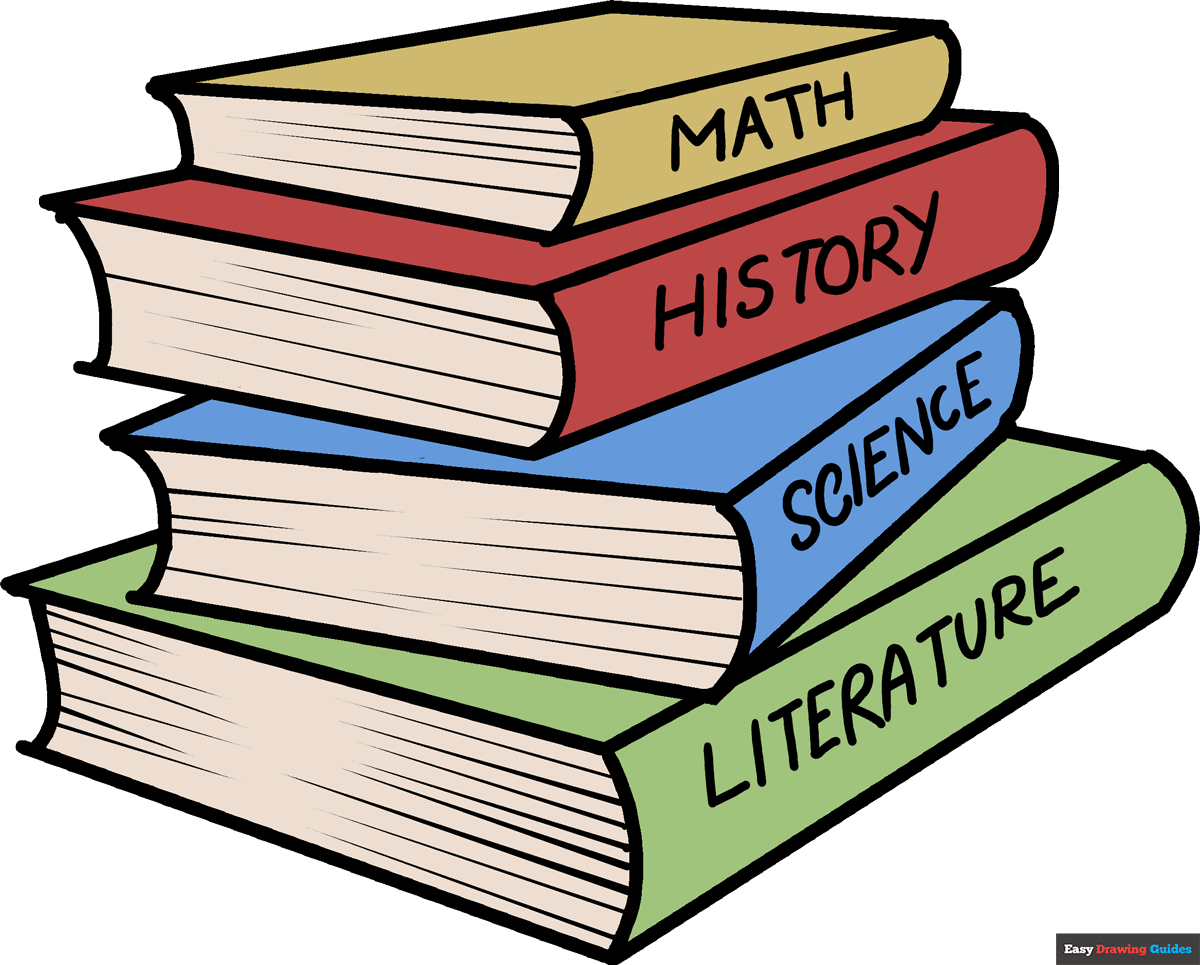 MATH
HISTORY
SCIENCE
LITERATURE
Easy Drawing Guides